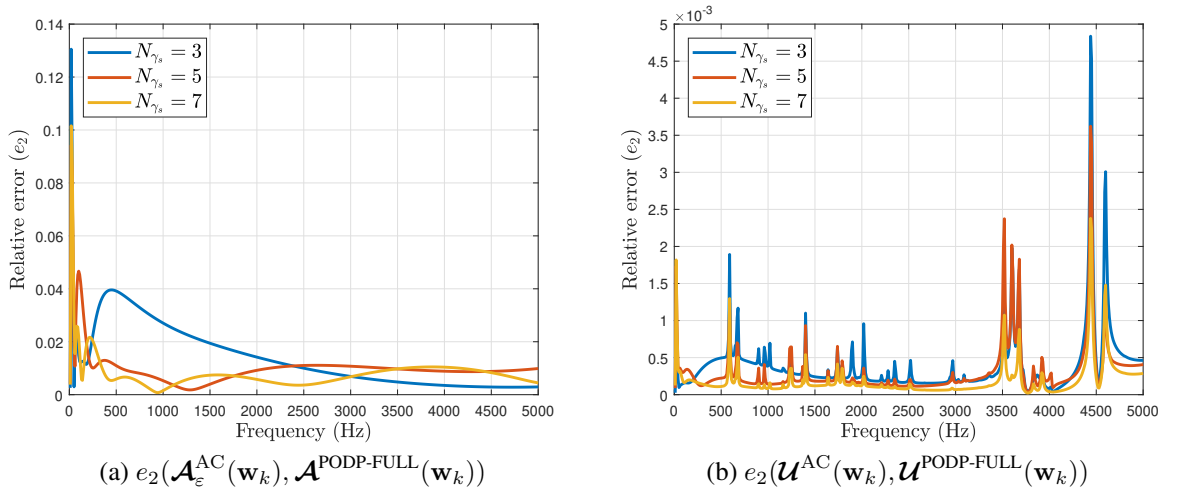 0.14
0.12
0.1
0.08
0.06
0.04
0.02
0
Relative error (e₂)
N_{γ_s} = 3
N_{γ_s} = 5
N_{γ_s} = 7
0 500 1000 1500 2000 2500 3000 3500 4000 4500 5000
Frequency (Hz)
(a) e₂(𝓐_ε^{AC}(𝐰_k), 𝓐^{PODP-FULL}(𝐰_k))
×10⁻³
5
4.5
4
3.5
3
2.5
2
1.5
1
0.5
0
Relative error (e₂)
N_{γ_s} = 3
N_{γ_s} = 5
N_{γ_s} = 7
0 500 1000 1500 2000 2500 3000 3500 4000 4500 5000
Frequency (Hz)
(b) e₂(𝓤^{AC}(𝐰_k), 𝓤^{PODP-FULL}(𝐰_k))